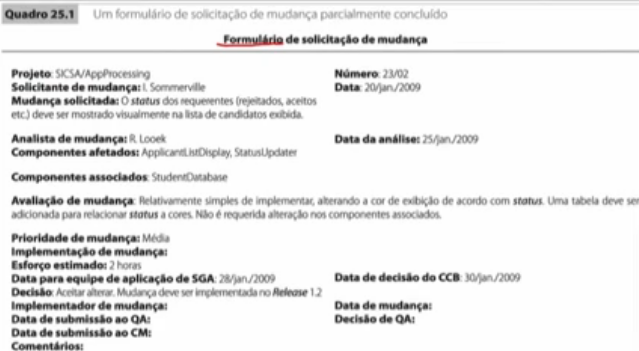 Quadro 25.1 Um formulário de solicitação de mudança parcialmente concluído
Formulário de solicitação de mudança
Projeto: SICSA/AppProcessing Número: 23/02
Solicitante de mudança: I. Sommerville Data: 20/jan./2009
Mudança solicitada: O status dos requerentes (rejeitados, aceitos
etc.) deve ser mostrado visualmente na lista de candidatos exibida.
Analista de mudança: R. Looek Data da análise: 25/jan./2009
Componentes afetados: ApplicantListDisplay, StatusUpdater
Componentes associados: StudentDatabase
Avaliação de mudança: Relativamente simples de implementar, alterando a cor de exibição de acordo com status. Uma tabela deve ser
adicionada para relacionar status a cores. Não é requerida alteração nos componentes associados.
Prioridade de mudança: Média
Implementação de mudança:
Esforço estimado: 2 horas
Data para equipe de aplicação de SGA: 28/jan./2009 Data de decisão do CCB: 30/jan./2009
Decisão: Aceitar alterar. Mudança deve ser implementada no Release 1.2
Implementador de mudança: Data de mudança:
Data de submissão ao QA: Decisão de QA:
Data de submissão ao CM:
Comentários: